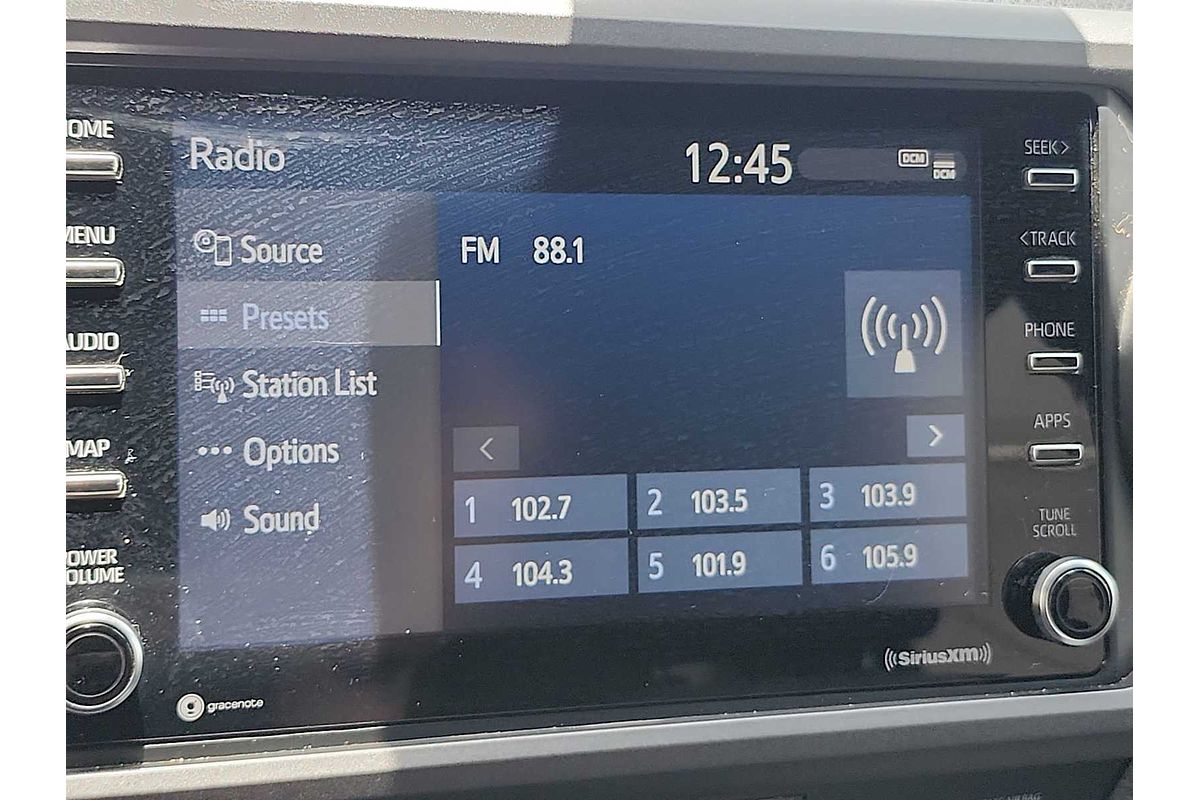 Radio
12:45
DCM
DCM
OME
MENU
AUDIO
MAP
POWER
VOLUME
Source
Presets
Station List
Options
Sound
FM 88.1
<
>
1 102.7
2 103.5
3 103.9
4 104.3
5 101.9
6 105.9
SEEK>
<TRACK
PHONE
APPS
TUNE
SCROLL
((SiriusXM))
gracenote